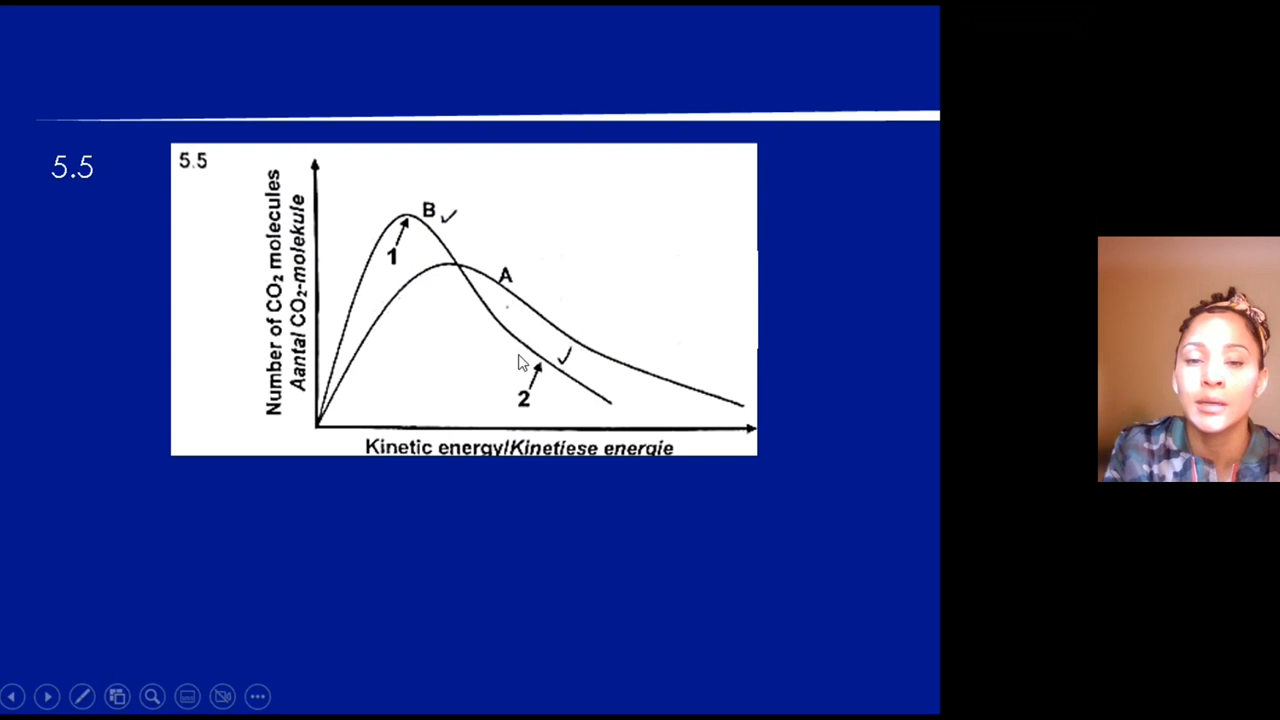 5.5
5.5
Number of CO₂ molecules
Aantal CO₂-molekule
B
1
A
2
Kinetic energy/Kinetiese energie